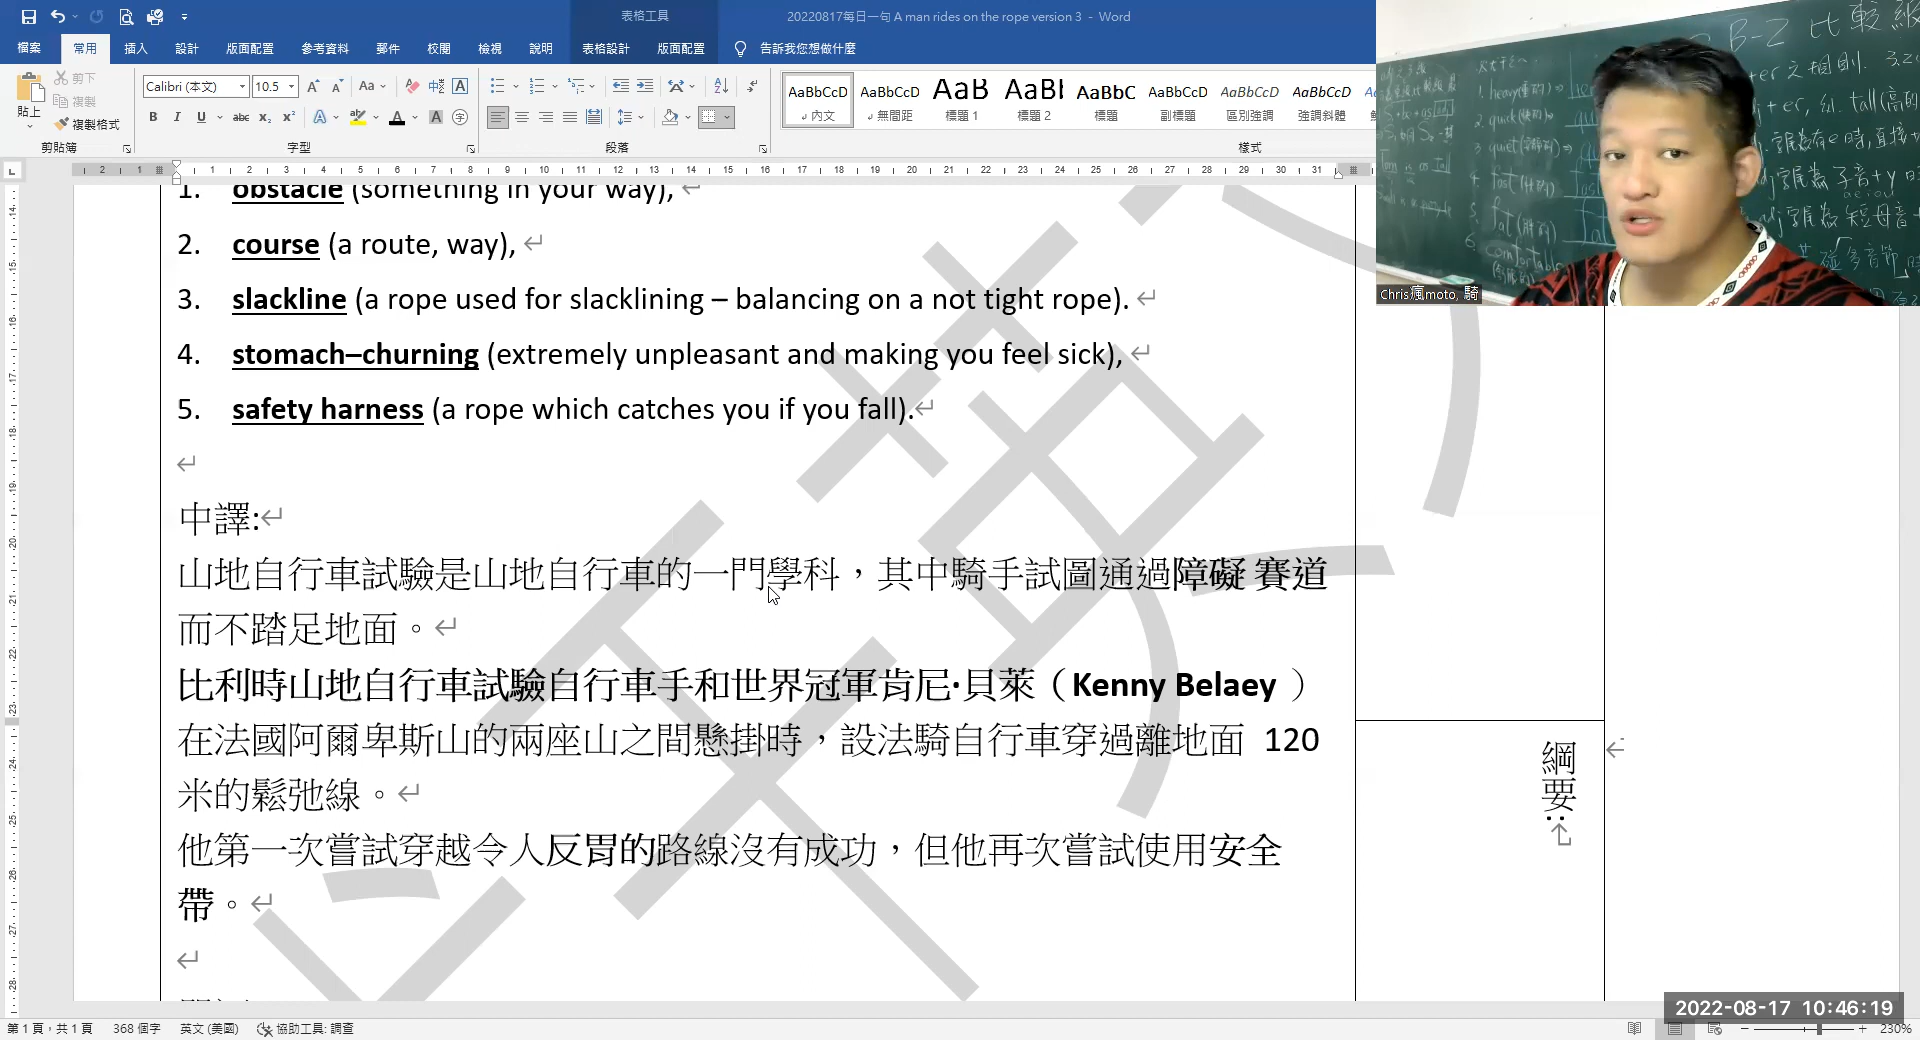 表格工具
20220817每日一句 A man rides on the rope version 3 - Word
檔案 常用 插入 設計 版面配置 參考資料 郵件 校閱 檢視 說明 表格設計 版面配置 告訴我您想做什麼
貼上
剪下
複製
複製格式
剪貼簿
Calibri (本文) 10.5
字型
段落
AaBbCcD AaBbCcD AaB AaBl AaBbC AaBbCcD AaBbCcD AaBbCcD
內文 無間距 標題 1 標題 2 標題 副標題 區別強調 強調斜體
樣式
B-2 比較級
er 之規則.
Chris瘋moto, 騎
1. obstacle (something in your way),
2. course (a route, way),
3. slackline (a rope used for slacklining – balancing on a not tight rope).
4. stomach–churning (extremely unpleasant and making you feel sick),
5. safety harness (a rope which catches you if you fall).
中譯:
山地自行車試驗是山地自行車的一門學科，其中騎手試圖通過障礙 賽道
而不踏足地面。
比利時山地自行車試驗自行車手和世界冠軍肯尼·貝萊（Kenny Belaey ）
在法國阿爾卑斯山的兩座山之間懸掛時，設法騎自行車穿過離地面 120
米的鬆弛線。
他第一次嘗試穿越令人反胃的路線沒有成功，但他再次嘗試使用安全
帶。
綱要:
2022-08-17 10:46:19
第 1 頁，共 1 頁 368 個字 英文 (美國) 協助工具: 調查
230%